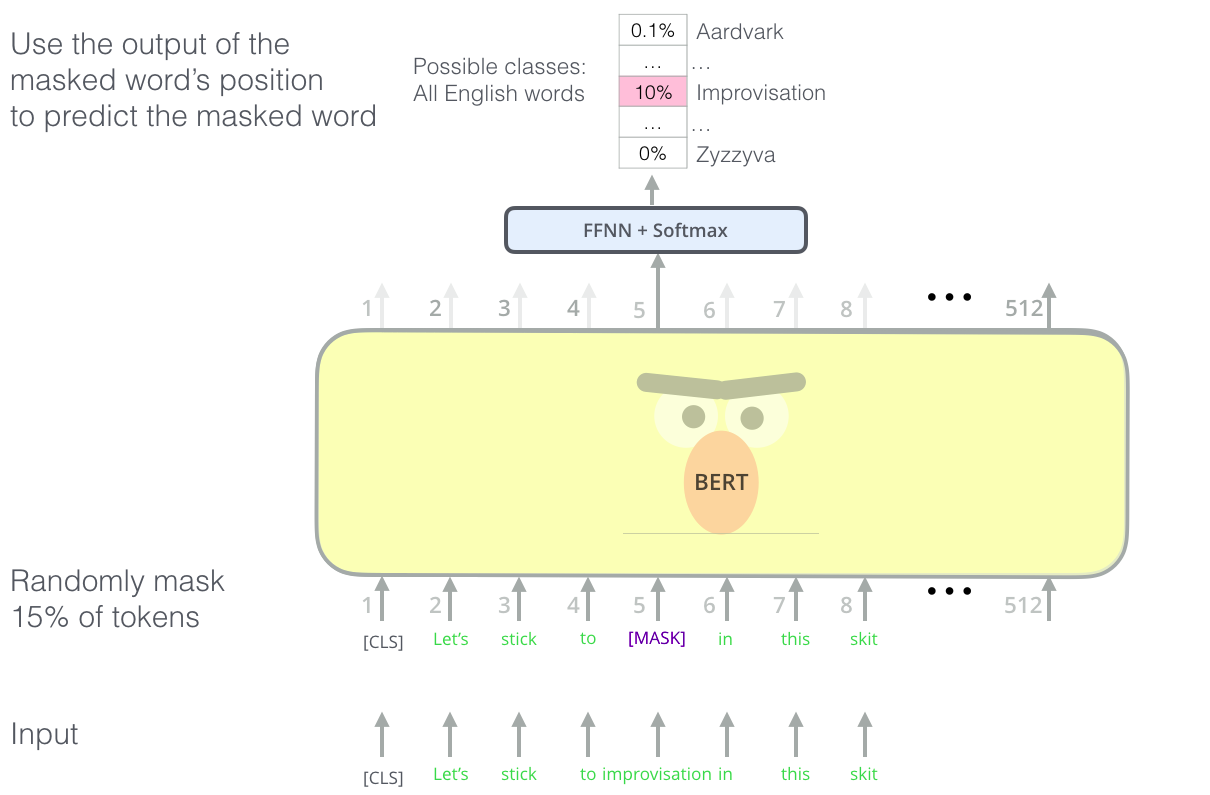 Use the output of the
masked word's position
to predict the masked word
Possible classes:
All English words
0.1% Aardvark
... ...
10% Improvisation
... ...
0% Zyzzyva
FFNN + Softmax
1 2 3 4 5 6 7 8 ••• 512
BERT
Randomly mask
15% of tokens
1 2 3 4 5 6 7 8 ••• 512
[CLS] Let's stick to [MASK] in this skit
Input
[CLS] Let's stick to improvisation in this skit